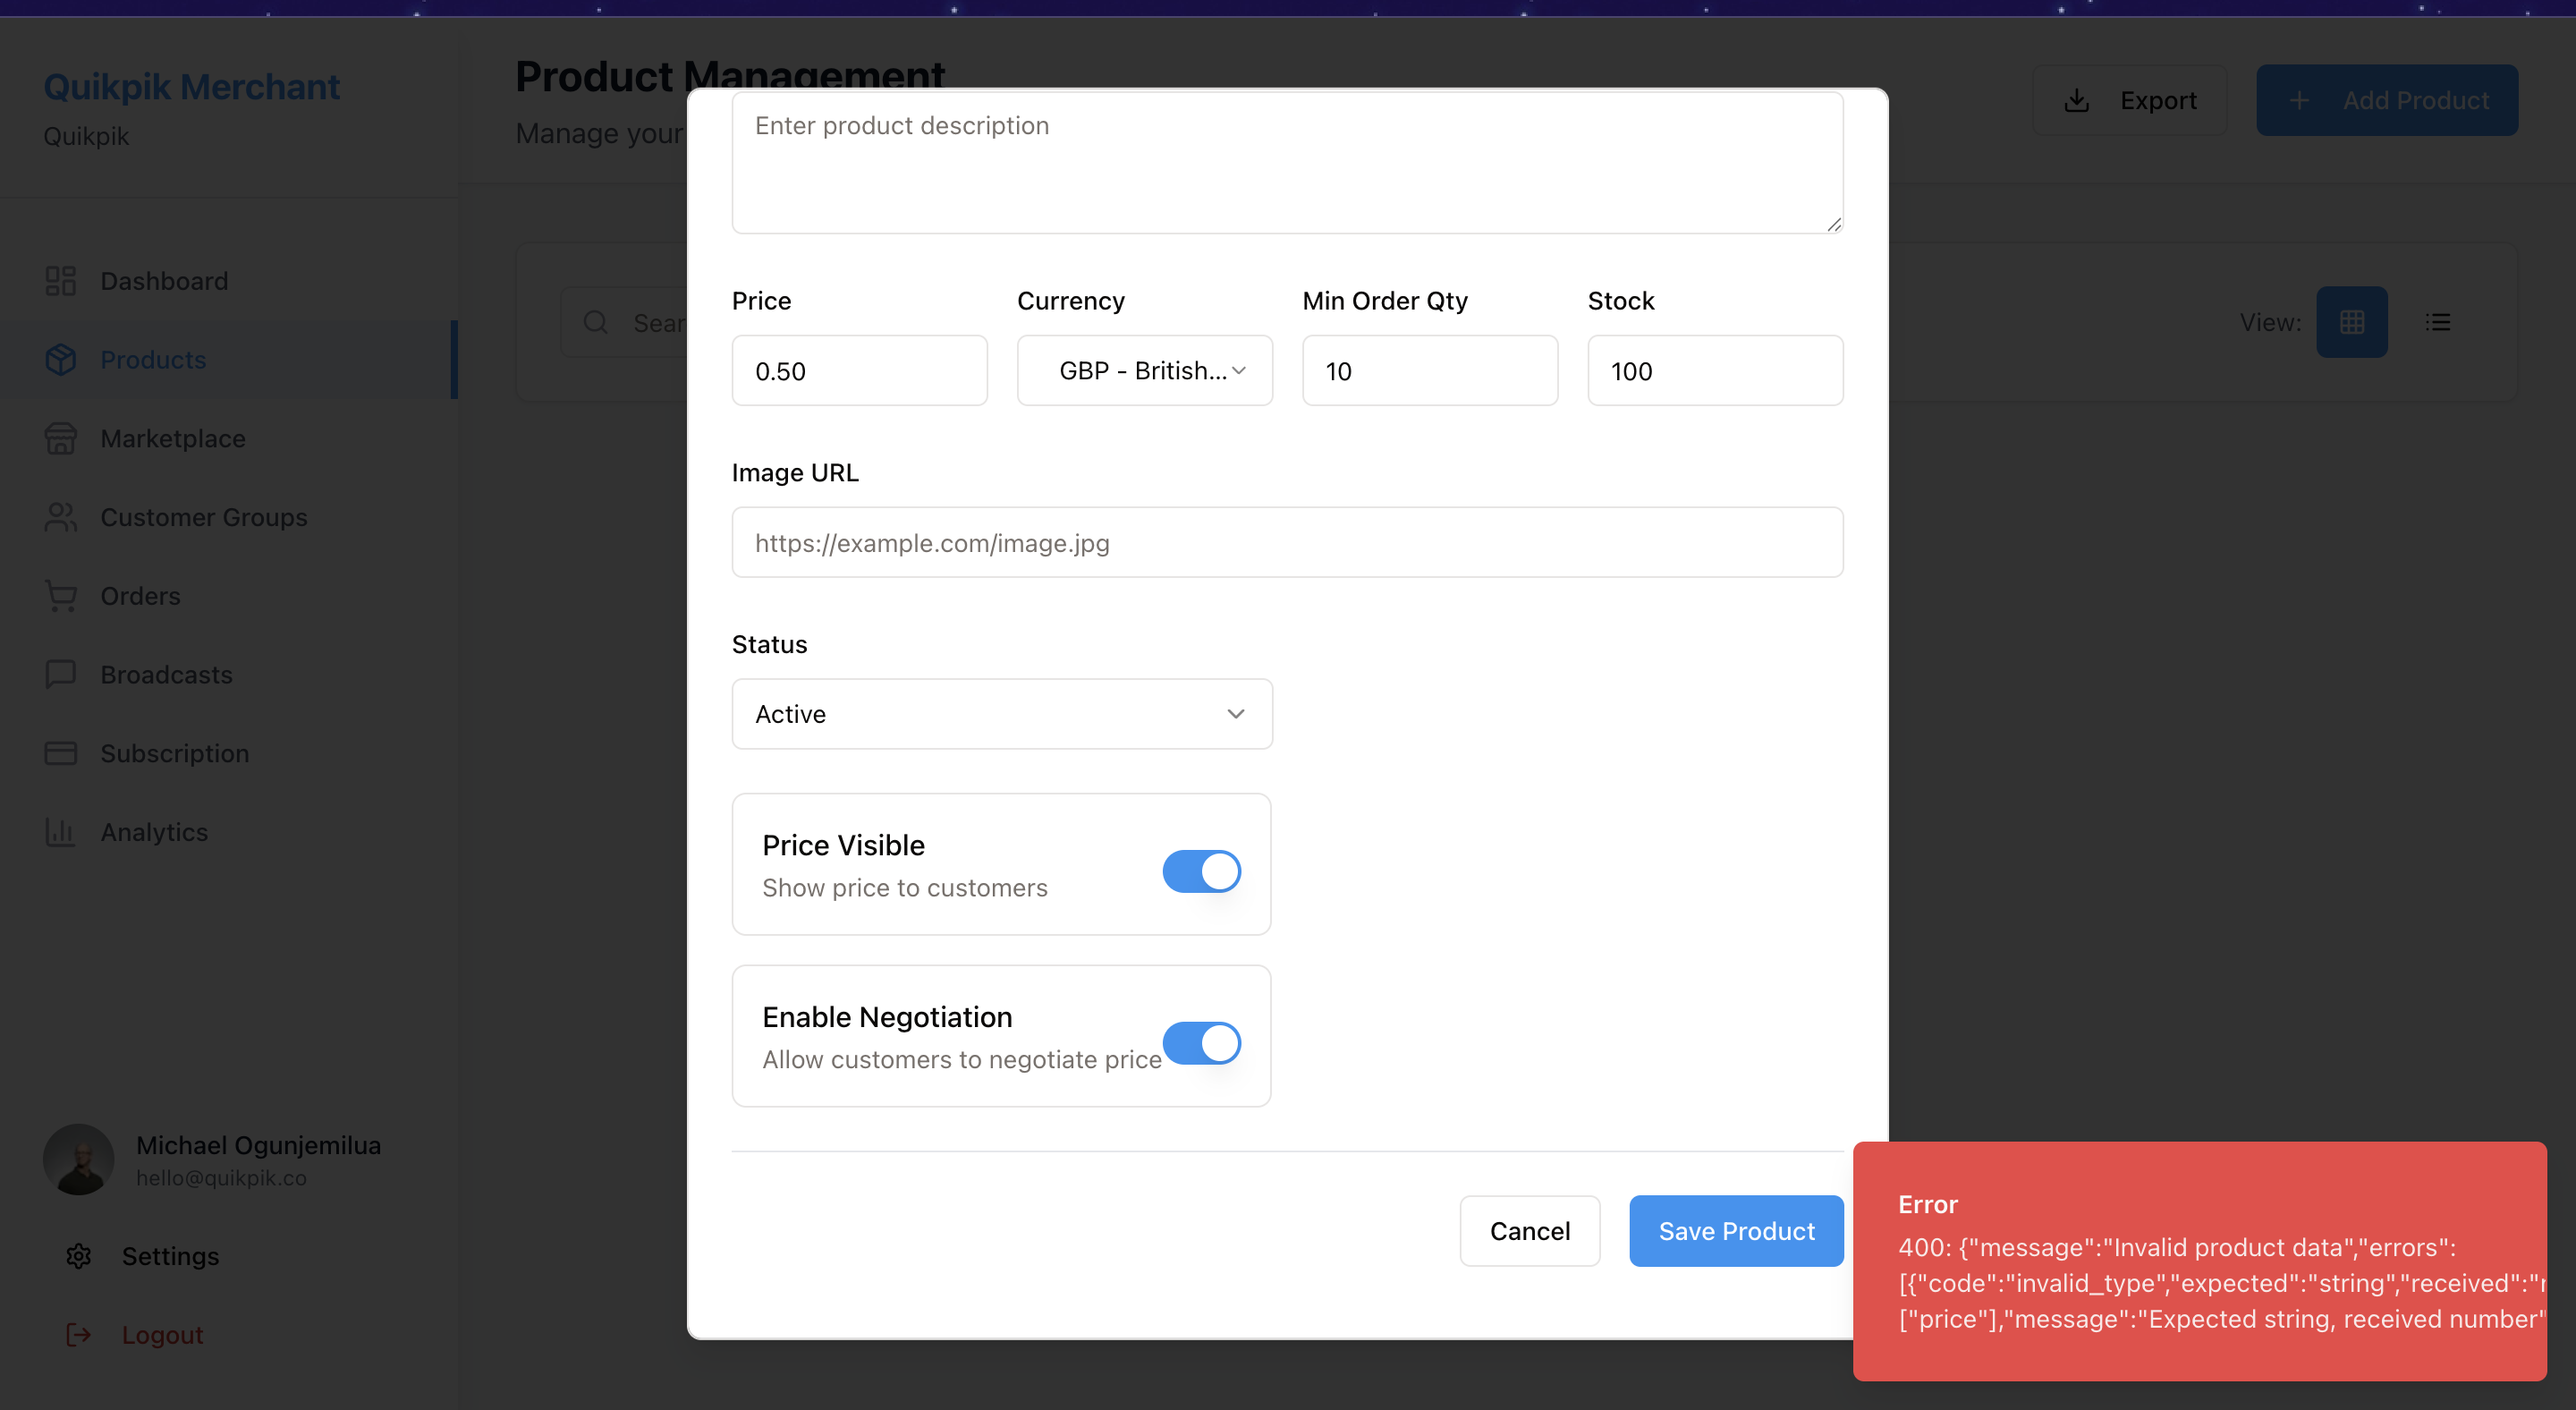 Quikpik Merchant
Quikpik
Dashboard
Products
Marketplace
Customer Groups
Orders
Broadcasts
Subscription
Analytics
Michael Ogunjemilua
hello@quikpik.co
Settings
Logout
Product Management
Manage your
Export
Add Product
Sear
View:
Enter product description
Price
Currency
Min Order Qty
Stock
0.50
GBP - British...
10
100
Image URL
https://example.com/image.jpg
Status
Active
Price Visible
Show price to customers
Enable Negotiation
Allow customers to negotiate price
Cancel
Save Product
Error
400: {"message":"Invalid product data","errors":
[{"code":"invalid_type","expected":"string","received":"
["price"],"message":"Expected string, received number"